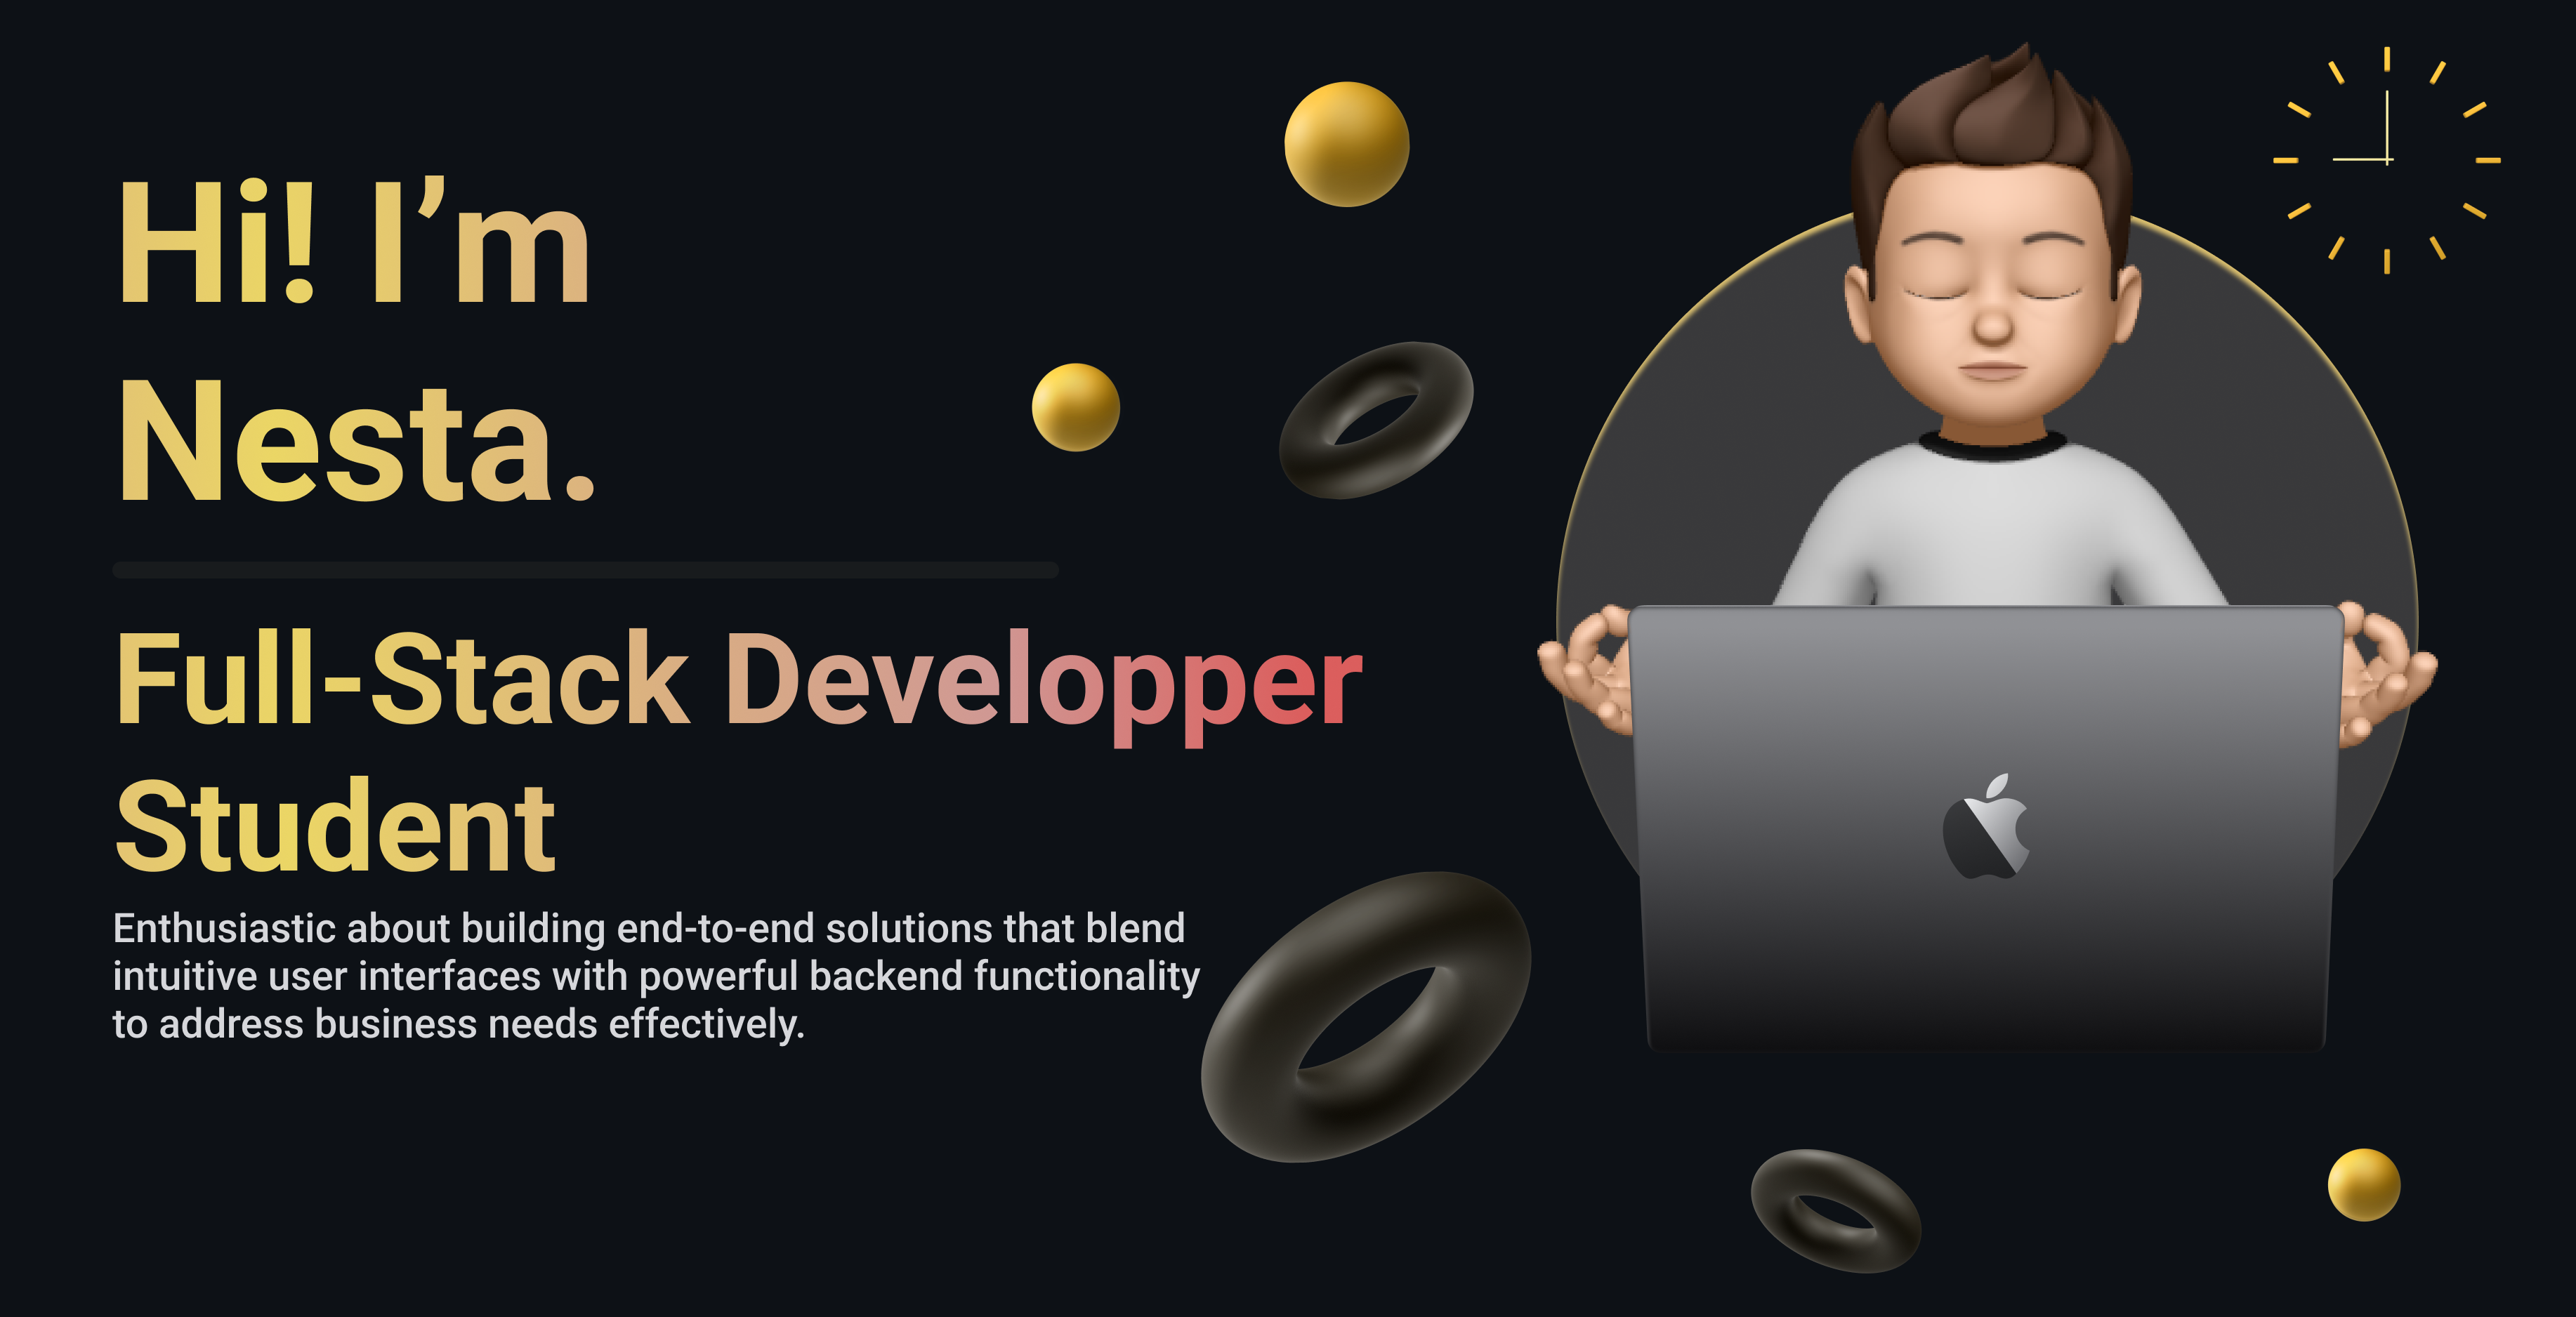 Hi! I’m
Nesta.
Full-Stack Developper
Student
Enthusiastic about building end-to-end solutions that blend
intuitive user interfaces with powerful backend functionality
to address business needs effectively.